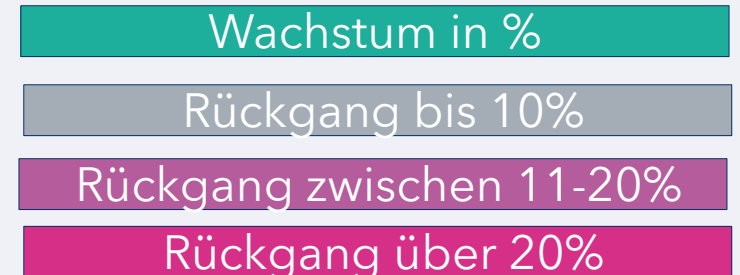 Wachstum in %
Rückgang bis 10%
Rückgang zwischen 11-20%
Rückgang über 20%